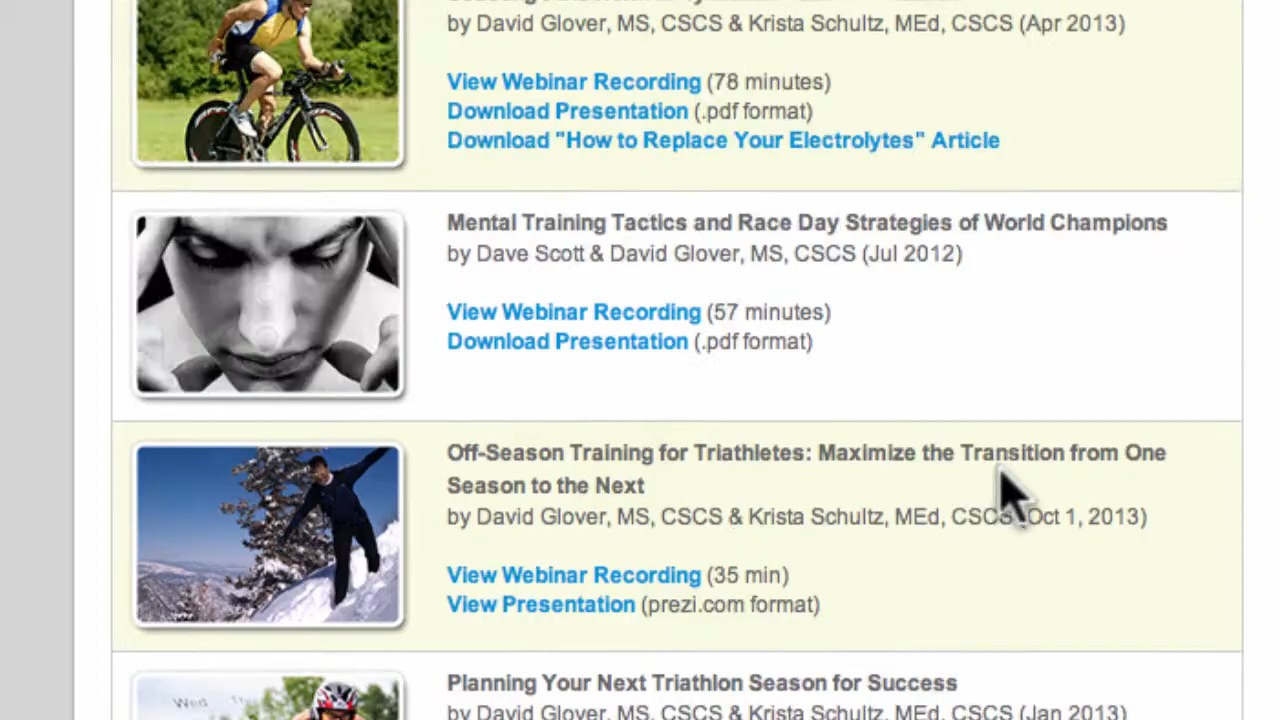 by David Glover, MS, CSCS & Krista Schultz, MEd, CSCS (Apr 2013)
View Webinar Recording (78 minutes)
Download Presentation (.pdf format)
Download "How to Replace Your Electrolytes" Article
Mental Training Tactics and Race Day Strategies of World Champions
by Dave Scott & David Glover, MS, CSCS (Jul 2012)
View Webinar Recording (57 minutes)
Download Presentation (.pdf format)
Off-Season Training for Triathletes: Maximize the Transition from One
Season to the Next
by David Glover, MS, CSCS & Krista Schultz, MEd, CSCS (Oct 1, 2013)
View Webinar Recording (35 min)
View Presentation (prezi.com format)
Wed
Planning Your Next Triathlon Season for Success
by David Glover, MS, CSCS & Krista Schultz, MEd, CSCS (Jan 2013)